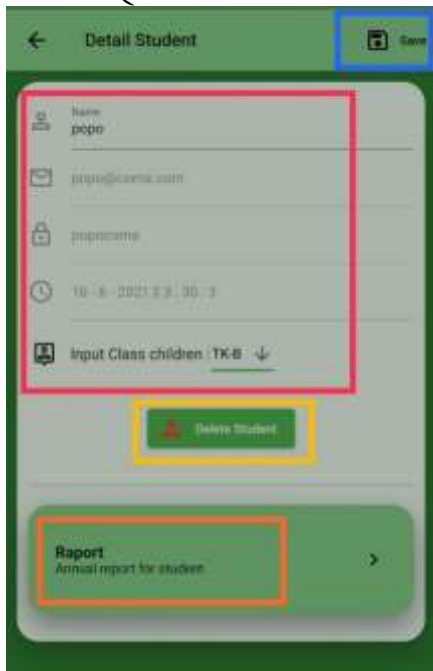 Detail Student
Save
Name
popo
popo@coma.com
popocoma
Input Class children : TK-B
Delete Student
Raport
Annual report for student